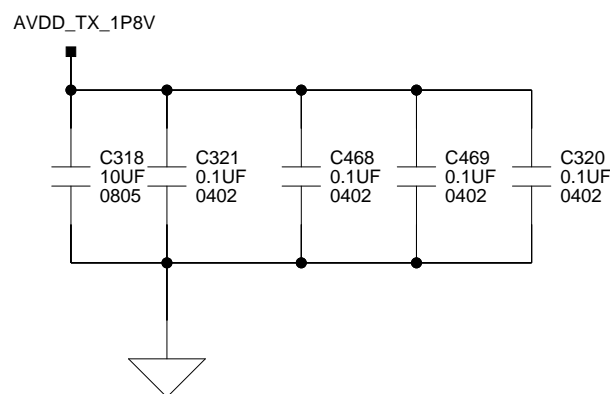 AVDD_TX_1P8V
C318
10UF
0805
C321
0.1UF
0402
C468
0.1UF
0402
C469
0.1UF
0402
C320
0.1UF
0402